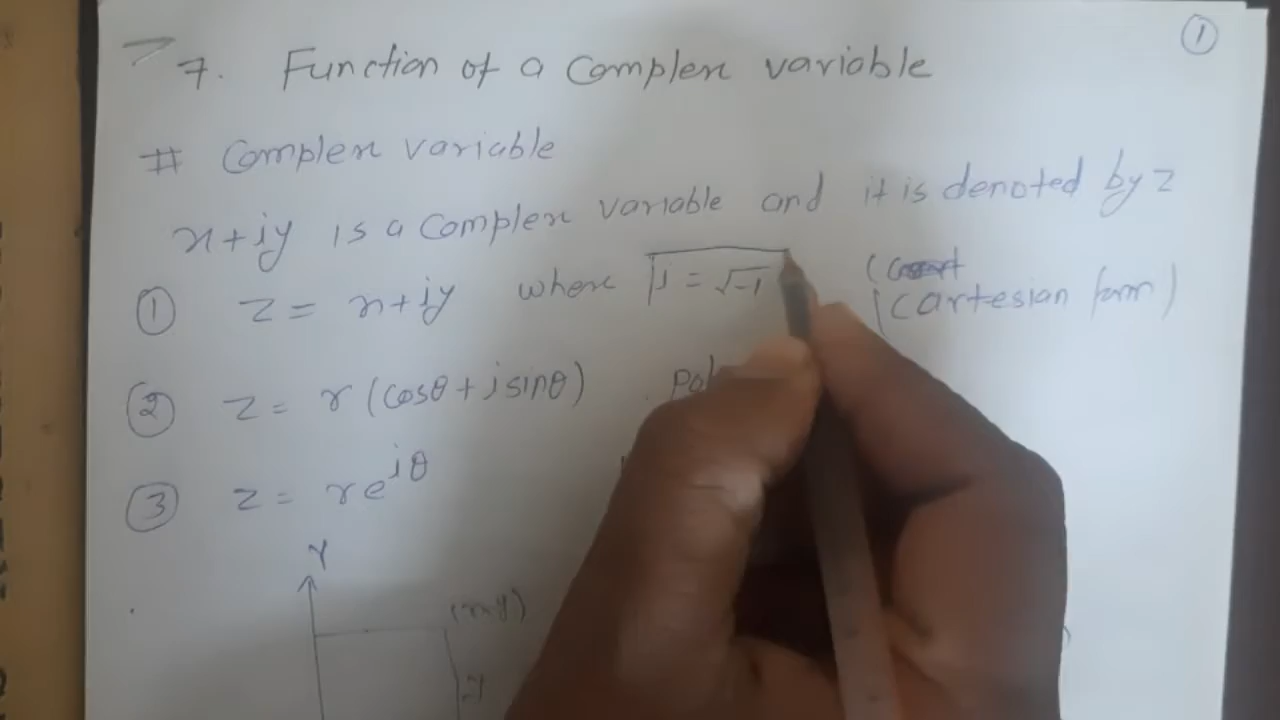 ①
7. Function of a Complex variable
# Complex variable
x+iy is a Complex variable and it is denoted by z
① z = x+iy where i = √-1 (Cartesian form)
② z = r(cosθ + i sinθ)
③ z = re^{iθ}
Y
(x,y)
y